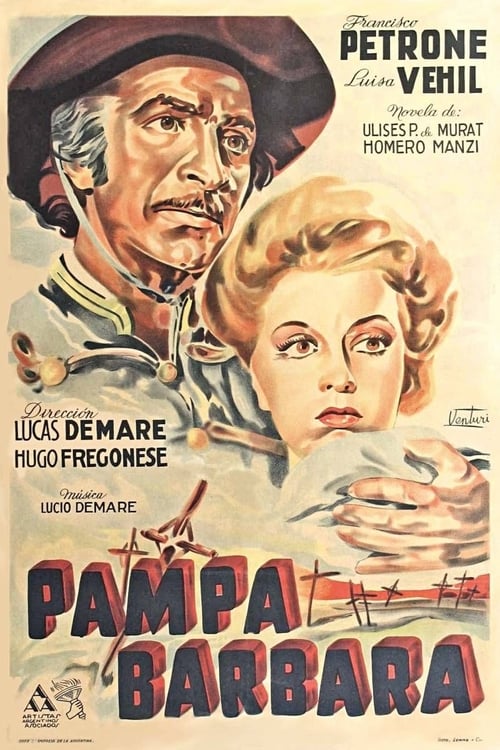 Francisco
PETRONE
Luisa VEHIL
Novela de:
ULISES P. de MURAT
HOMERO MANZI
Dirección
LUCAS DEMARE
HUGO FREGONESE
Venturi
Música
LUCIO DEMARE
PAMPA
BARBARA
AAA
ARTISTAS
ARGENTINOS
ASOCIADOS